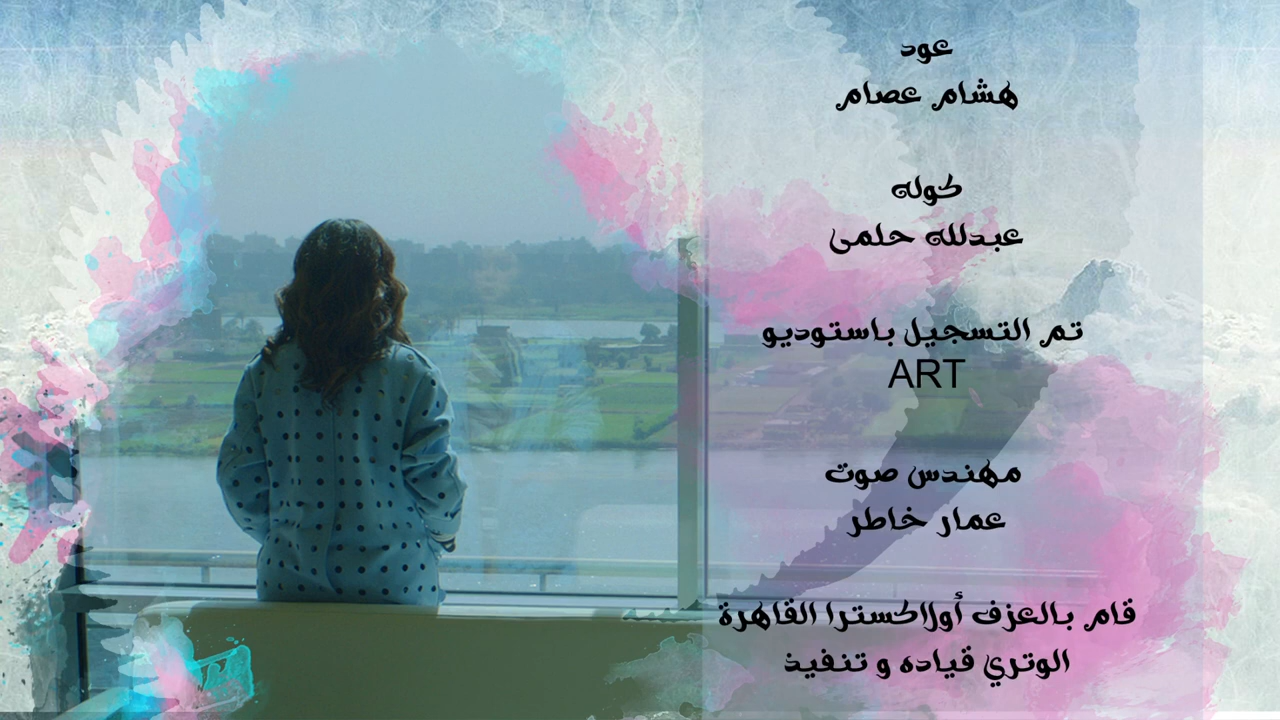 عود
هشام عصام
كوله
عبدلله حلمى
تم التسجيل باستوديو
ART
مهندس صوت
عمار خاطر
قام بالعزف أولاكسترا القاهرة
الوتري قياده و تنفيذ